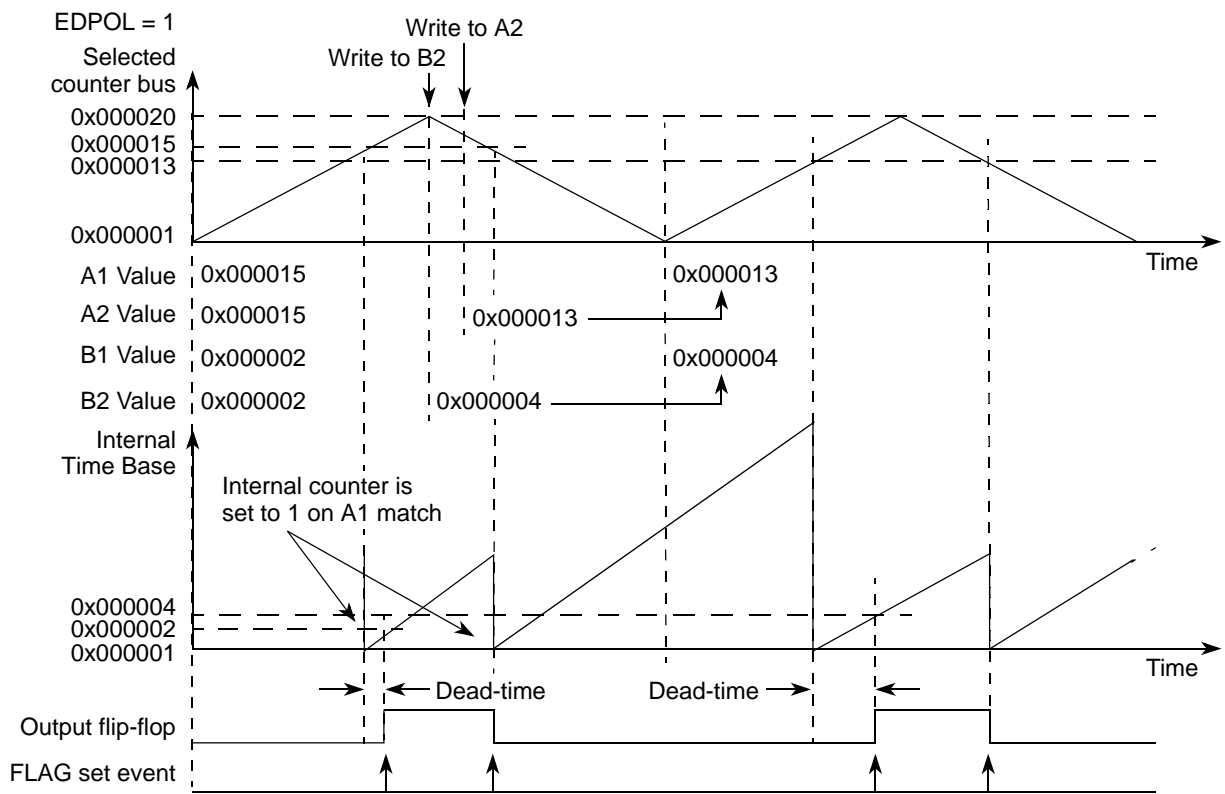 EDPOL = 1
Write to A2
Write to B2
Selected
counter bus
0x000020
0x000015
0x000013
0x000001
Time
A1 Value 0x000015 0x000013
A2 Value 0x000015 0x000013
B1 Value 0x000002 0x000004
B2 Value 0x000002 0x000004
Internal
Time Base
Internal counter is
set to 1 on A1 match
0x000004
0x000002
0x000001
Time
Dead-time Dead-time
Output flip-flop
FLAG set event